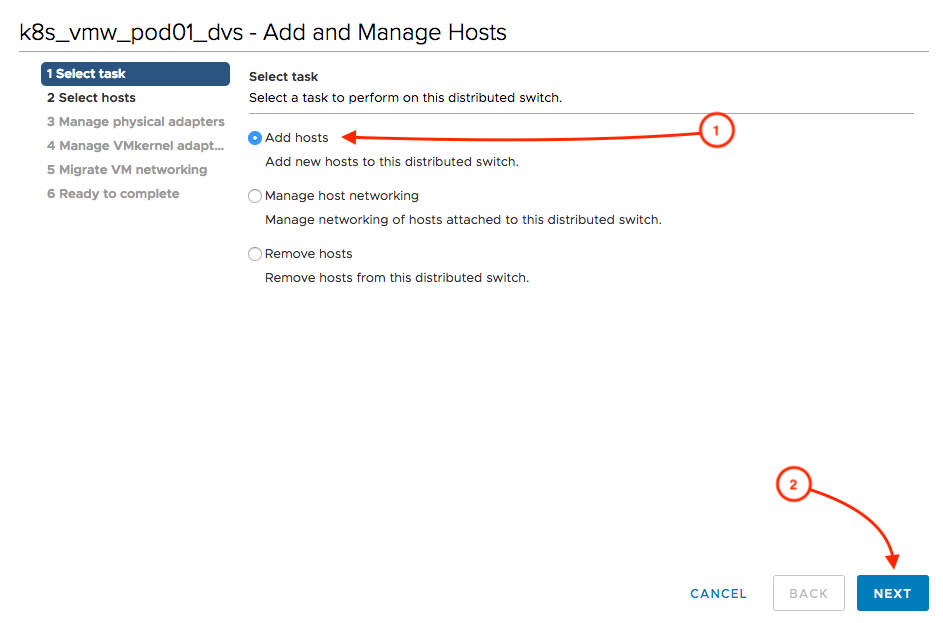 k8s_vmw_pod01_dvs - Add and Manage Hosts
1 Select task
2 Select hosts
3 Manage physical adapters
4 Manage VMkernel adapt...
5 Migrate VM networking
6 Ready to complete
Select task
Select a task to perform on this distributed switch.
Add hosts
1
Add new hosts to this distributed switch.
Manage host networking
Manage networking of hosts attached to this distributed switch.
Remove hosts
Remove hosts from this distributed switch.
2
CANCEL
BACK
NEXT